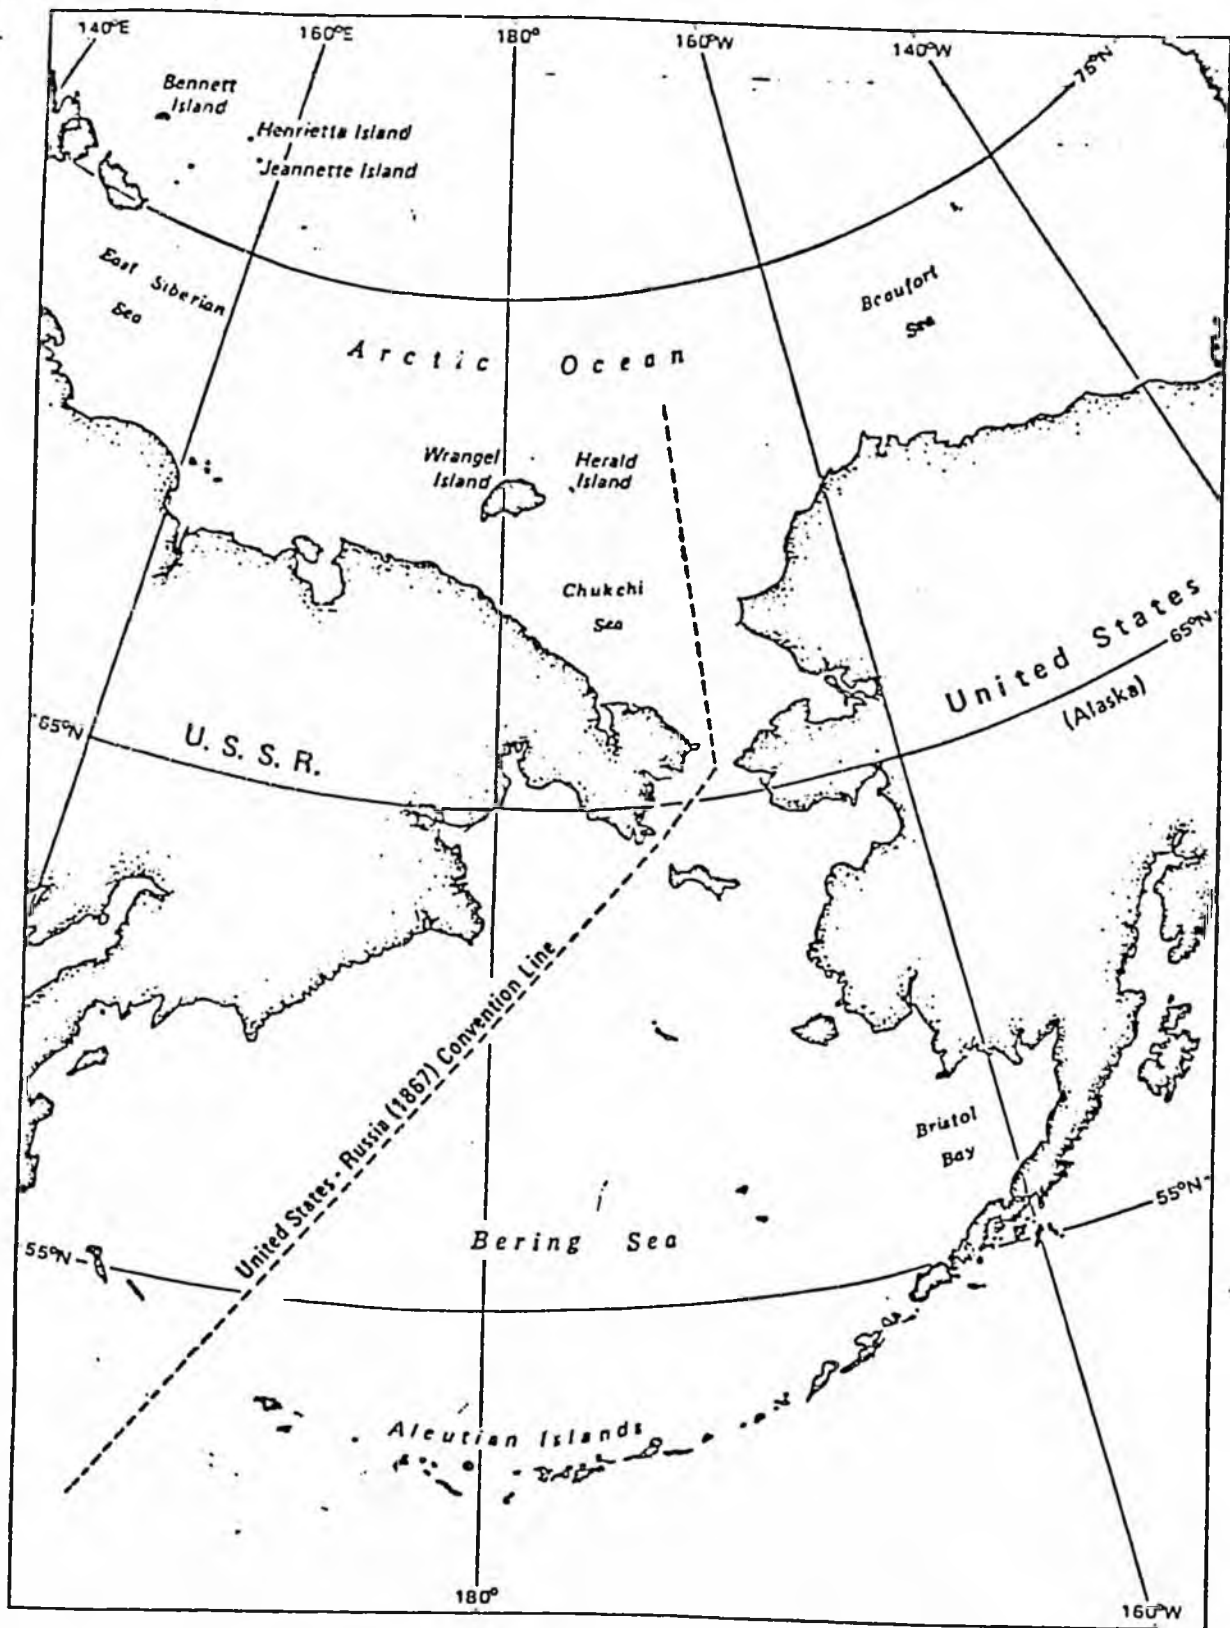 140°E
160°E
180°
160°W
140°W
75°N
Bennett
Island
Henrietta Island
Jeannette Island
East Siberian
Sea
Beaufort
Sea
Arctic Ocean
Wrangel
Island
Herald
Island
Chukchi
Sea
United States
65°N
(Alaska)
65°N
U.S.S.R.
United States - Russia (1867) Convention Line
Bristol
Bay
55°N
Bering Sea
55°N
Aleutian Islands
180°
160°W